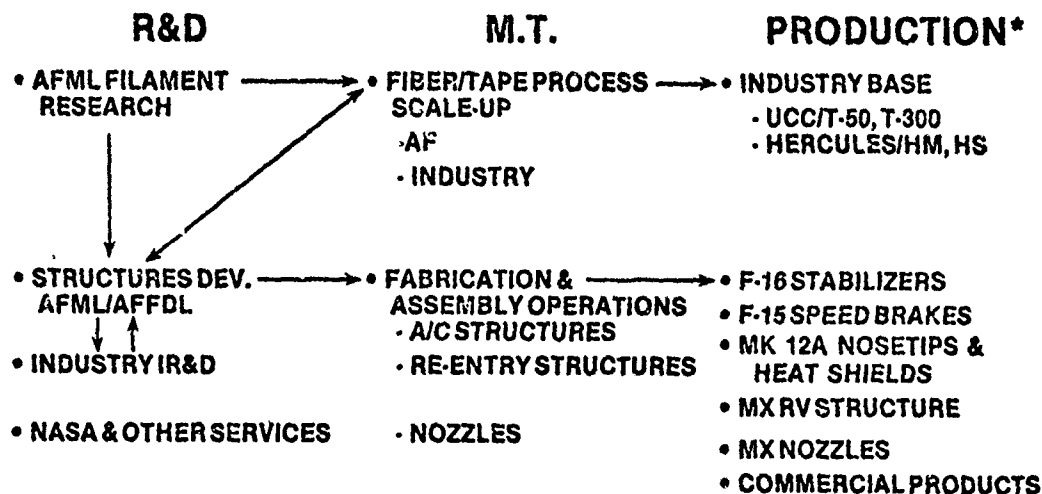 R&D
• AFML FILAMENT
RESEARCH
• STRUCTURES DEV.
AFML/AFFDL
• INDUSTRY IR&D
• NASA & OTHER SERVICES
M.T.
• FIBER/TAPE PROCESS
SCALE-UP
- AF
- INDUSTRY
• FABRICATION &
ASSEMBLY OPERATIONS
- A/C STRUCTURES
- RE-ENTRY STRUCTURES
- NOZZLES
PRODUCTION*
• INDUSTRY BASE
- UCC/T-50, T-300
- HERCULES/HM, HS
• F-16 STABILIZERS
• F-15 SPEED BRAKES
• MK 12A NOSETIPS &
HEAT SHIELDS
• MX RV STRUCTURE
• MX NOZZLES
• COMMERCIAL PRODUCTS